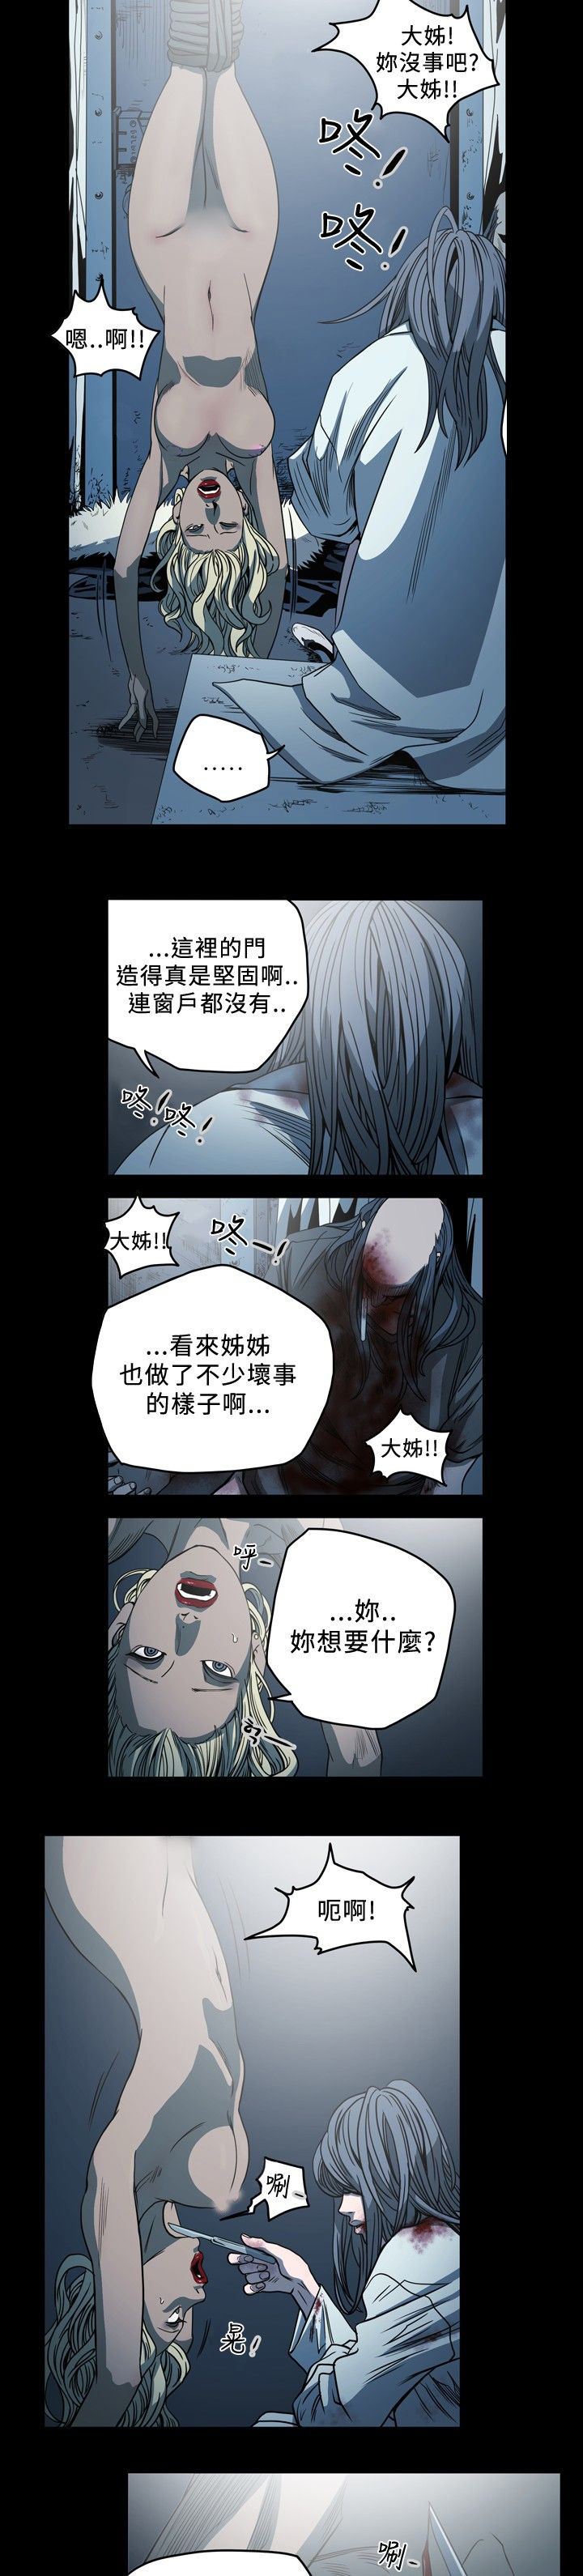 大姊!
妳沒事吧?
大姊!!
咚!
咚!
嗯..啊!!
.....
...這裡的門
造得真是堅固啊..
連窗戶都沒有..
咚!咚!
大姊!!
咚一!
...看來姊姊
也做了不少壞事
的樣子啊...
大姊!!
呼-
...妳..
妳想要什麼?
呃啊!
唰-
晃!
唰-